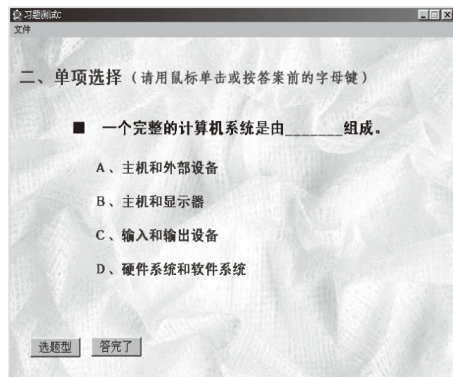 习题测试C
文件
二、单项选择（请用鼠标单击或按答案前的字母键）
■ 一个完整的计算机系统是由_______组成。
A、主机和外部设备
B、主机和显示器
C、输入和输出设备
D、硬件系统和软件系统
选题型 答完了